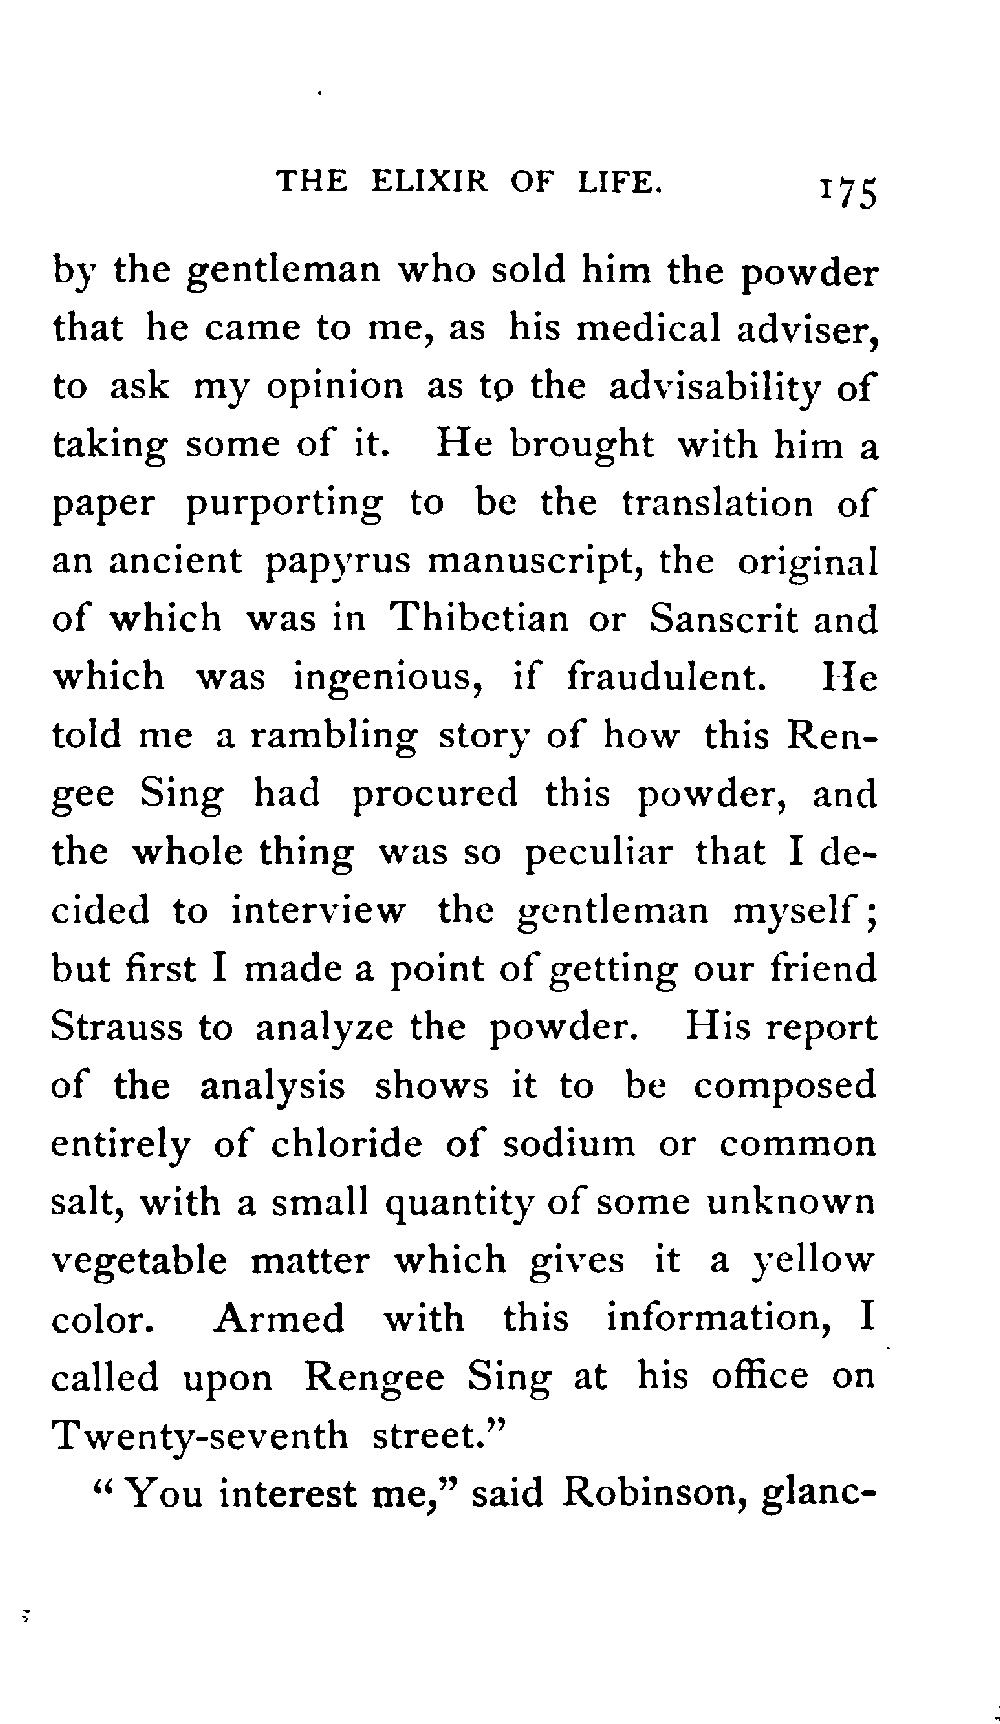 THE ELIXIR OF LIFE. 175
by the gentleman who sold him the powder
that he came to me, as his medical adviser,
to ask my opinion as to the advisability of
taking some of it. He brought with him a
paper purporting to be the translation of
an ancient papyrus manuscript, the original
of which was in Thibetian or Sanscrit and
which was ingenious, if fraudulent. He
told me a rambling story of how this Ren-
gee Sing had procured this powder, and
the whole thing was so peculiar that I de-
cided to interview the gentleman myself;
but first I made a point of getting our friend
Strauss to analyze the powder. His report
of the analysis shows it to be composed
entirely of chloride of sodium or common
salt, with a small quantity of some unknown
vegetable matter which gives it a yellow
color. Armed with this information, I
called upon Rengee Sing at his office on
Twenty-seventh street."
"You interest me," said Robinson, glanc-